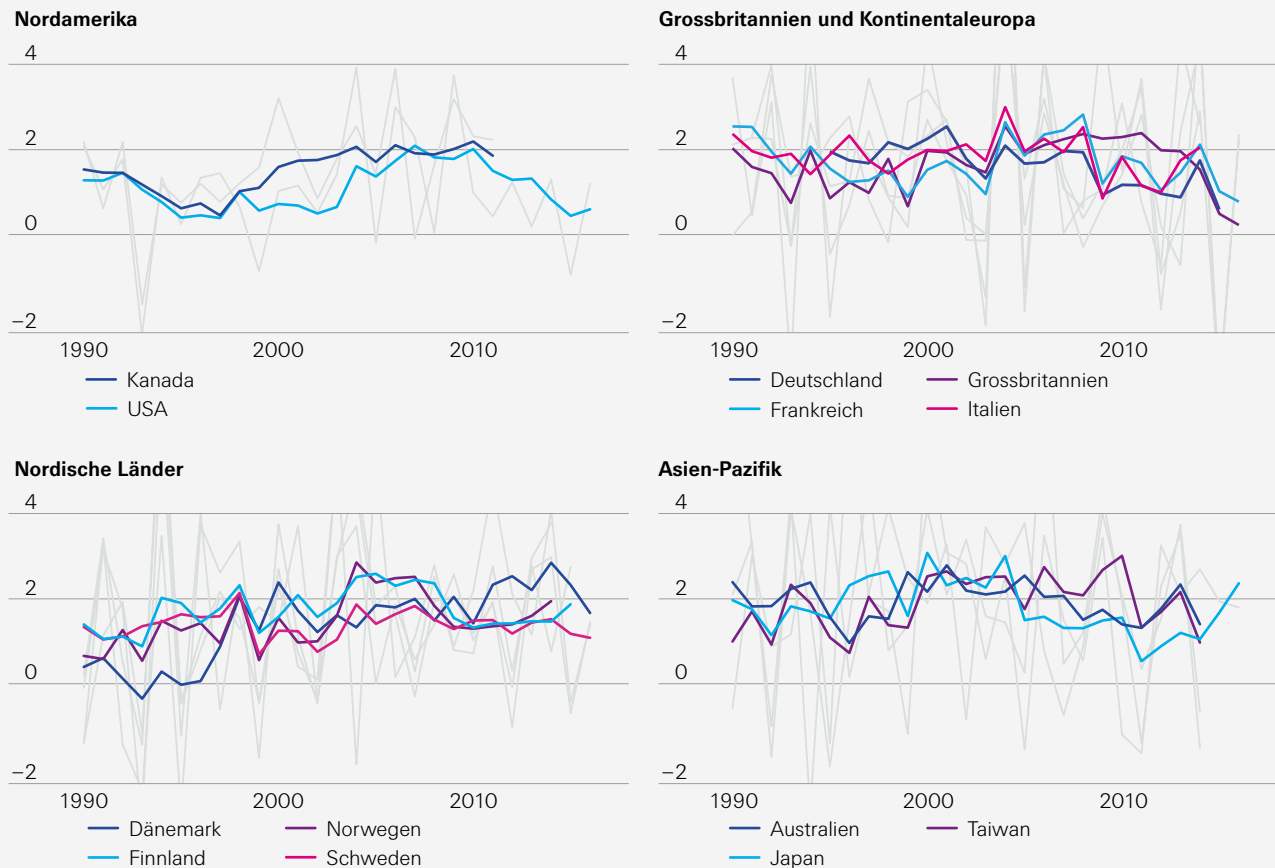 Nordamerika
4
2
0
−2
1990 2000 2010
Kanada
USA
Grossbritannien und Kontinentaleuropa
4
2
0
−2
1990 2000 2010
Deutschland Grossbritannien
Frankreich Italien
Nordische Länder
4
2
0
−2
1990 2000 2010
Dänemark Norwegen
Finnland Schweden
Asien-Pazifik
4
2
0
−2
1990 2000 2010
Australien Taiwan
Japan